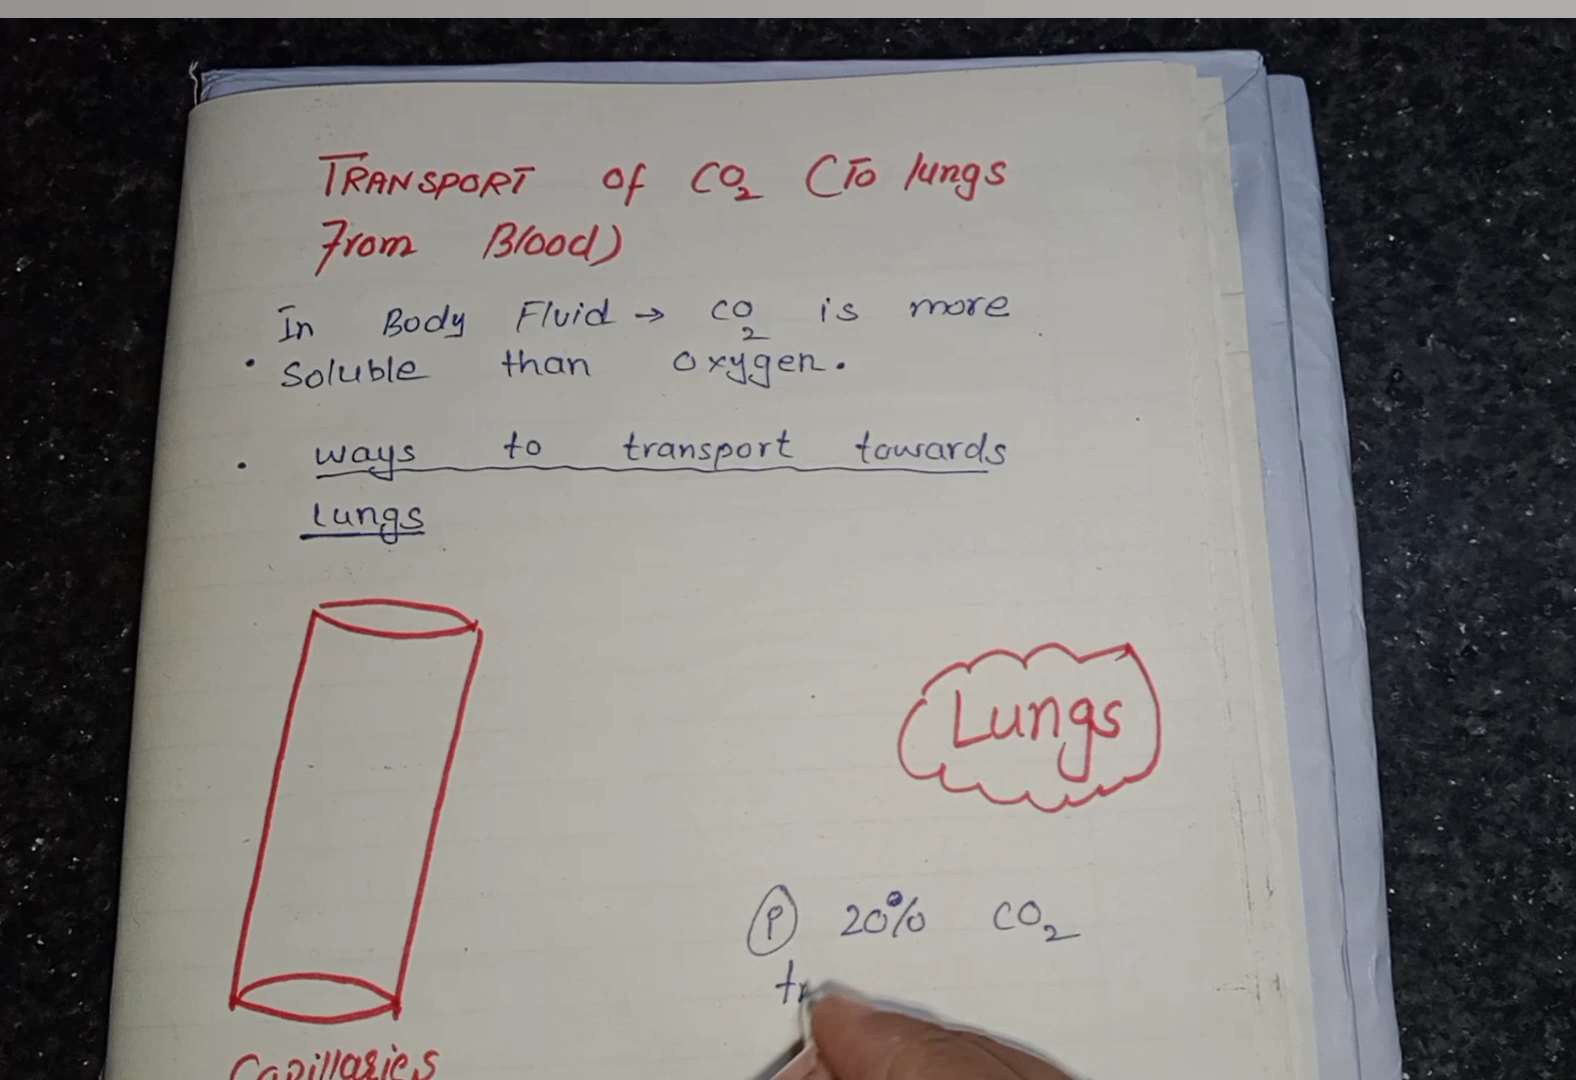 TRANSPORT of CO2 (To lungs
From Blood)
In Body Fluid → CO2 is more
• Soluble than oxygen.
• ways to transport towards
lungs
Lungs
(P) 20% CO2
Capillaries